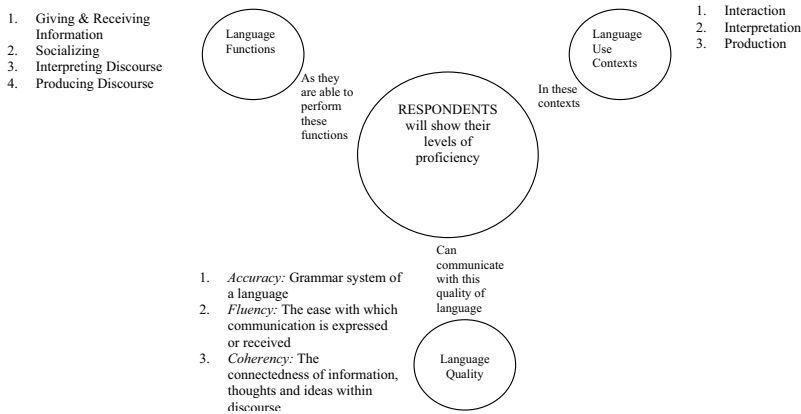 1. Giving & Receiving
Information
2. Socializing
3. Interpreting Discourse
4. Producing Discourse
Language
Functions
As they
are able to
perform
these
functions
RESPONDENTS
will show their
levels of
proficiency
Language
Use
Contexts
In these
contexts
1. Interaction
2. Interpretation
3. Production
Can
communicate
with this
quality of
language
1. Accuracy: Grammar system of
a language
2. Fluency: The ease with which
communication is expressed
or received
3. Coherency: The
connectedness of information,
thoughts and ideas within
discourse
Language
Quality